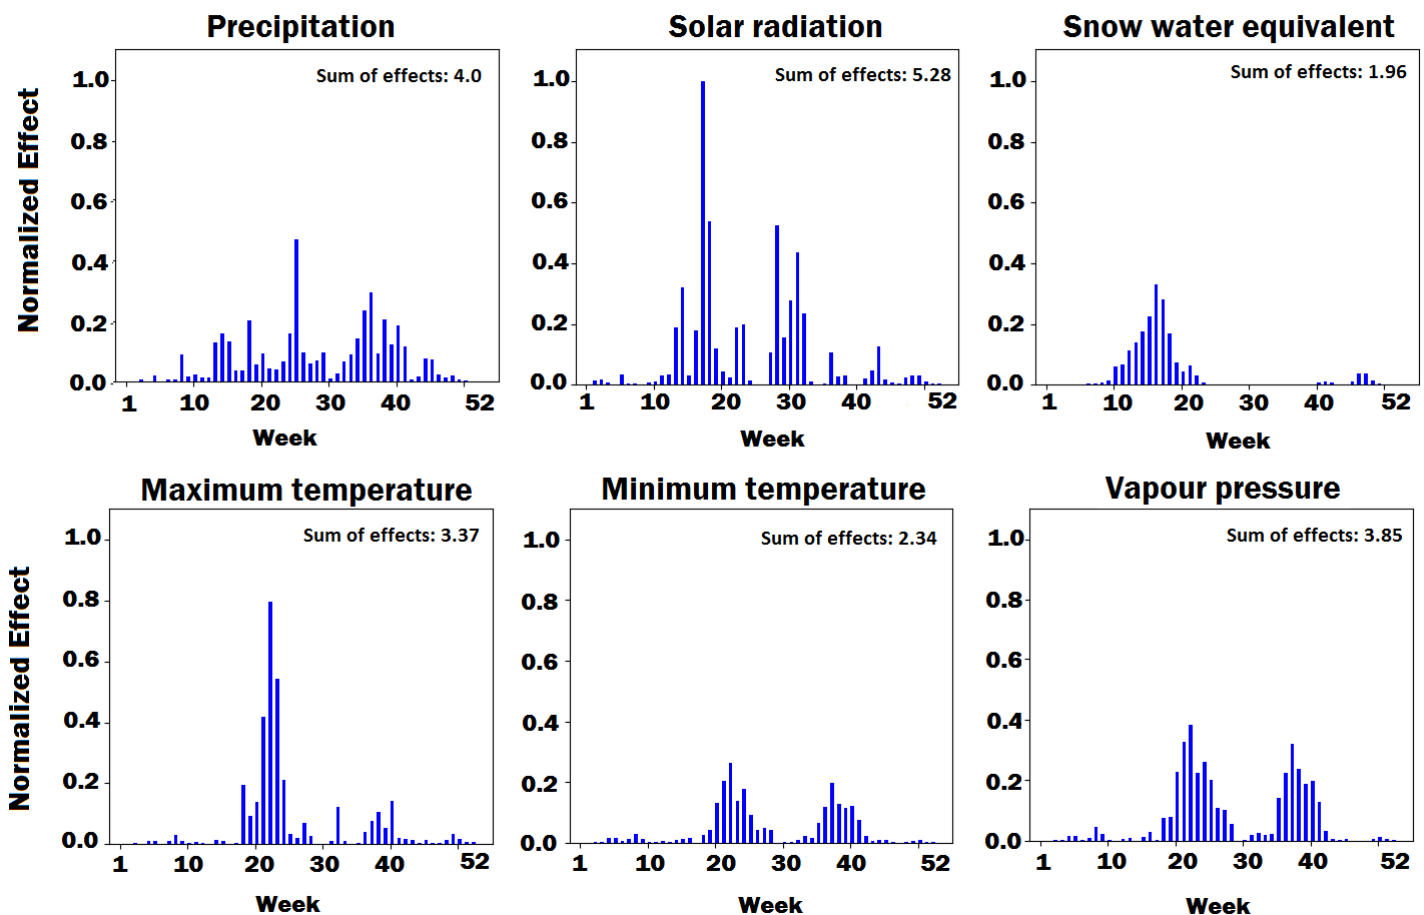 Precipitation
Solar radiation
Snow water equivalent
Normalized Effect
Sum of effects: 4.0
1.0
0.8
0.6
0.4
0.2
0.0
1 10 20 30 40 52
Week
Sum of effects: 5.28
1.0
0.8
0.6
0.4
0.2
0.0
1 10 20 30 40 52
Week
Sum of effects: 1.96
1.0
0.8
0.6
0.4
0.2
0.0
1 10 20 30 40 52
Week
Maximum temperature
Minimum temperature
Vapour pressure
Normalized Effect
Sum of effects: 3.37
1.0
0.8
0.6
0.4
0.2
0.0
1 10 20 30 40 52
Week
Sum of effects: 2.34
1.0
0.8
0.6
0.4
0.2
0.0
1 10 20 30 40 52
Week
Sum of effects: 3.85
1.0
0.8
0.6
0.4
0.2
0.0
1 10 20 30 40 52
Week